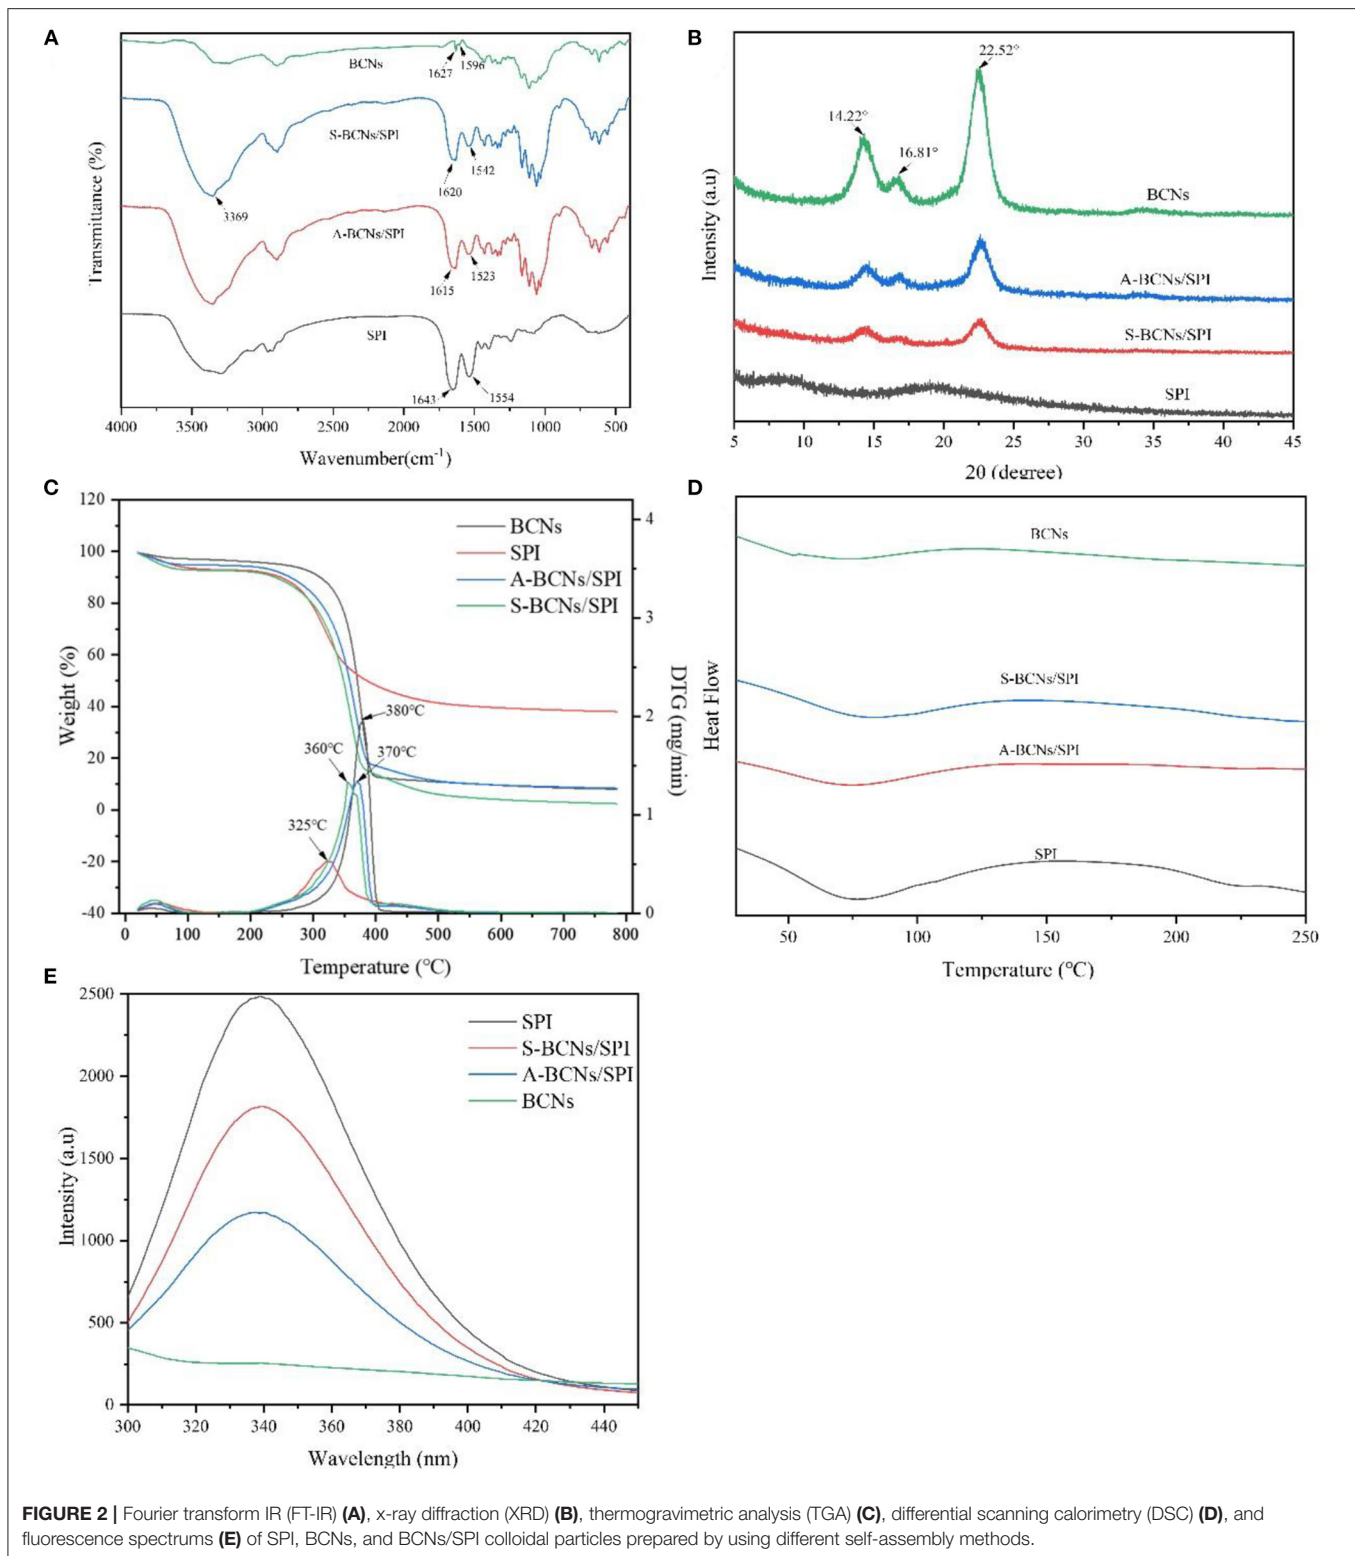 A
BCNs
1627
1596
S-BCNs/SPI
1620
1542
3369
A-BCNs/SPI
1615
1523
SPI
1643
1554
Transmittance (%)
4000 3500 3000 2000 1500 1000 500
Wavenumber(cm-1)
B
22.52°
14.22°
16.81°
BCNs
A-BCNs/SPI
S-BCNs/SPI
SPI
Intensity (a.u)
5 10 15 20 25 30 35 40 45
2θ (degree)
C
BCNs
SPI
A-BCNs/SPI
S-BCNs/SPI
380℃
360℃
370℃
325℃
120
100
80
60
40
20
0
-20
-40
Weight (%)
4
3
2
1
0
DTG (mg/min)
0 100 200 300 400 500 600 700 800
Temperature (℃)
D
BCNs
S-BCNs/SPI
A-BCNs/SPI
SPI
Heat Flow
50 100 150 200 250
Temperature (℃)
E
SPI
S-BCNs/SPI
A-BCNs/SPI
BCNs
2500
2000
1500
1000
500
0
Intensity (a.u)
300 320 340 360 380 400 420 440
Wavelength (nm)
FIGURE 2 | Fourier transform IR (FT-IR) (A), x-ray diffraction (XRD) (B), thermogravimetric analysis (TGA) (C), differential scanning calorimetry (DSC) (D), and
fluorescence spectrums (E) of SPI, BCNs, and BCNs/SPI colloidal particles prepared by using different self-assembly methods.